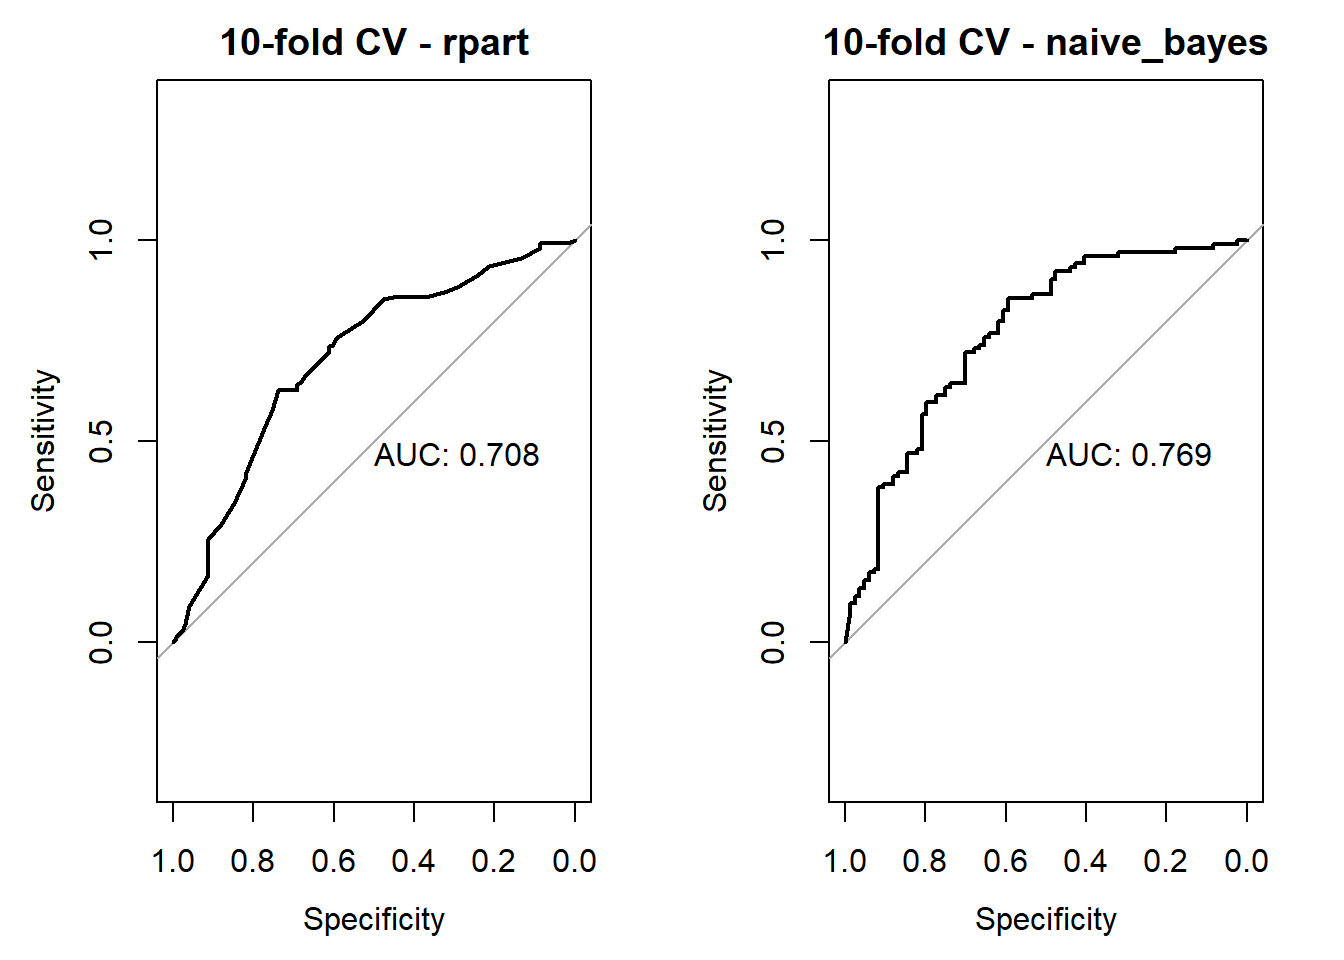 10-fold CV - rpart
Sensitivity
1.0
0.5
0.0
AUC: 0.708
1.0 0.8 0.6 0.4 0.2 0.0
Specificity
10-fold CV - naive_bayes
Sensitivity
1.0
0.5
0.0
AUC: 0.769
1.0 0.8 0.6 0.4 0.2 0.0
Specificity